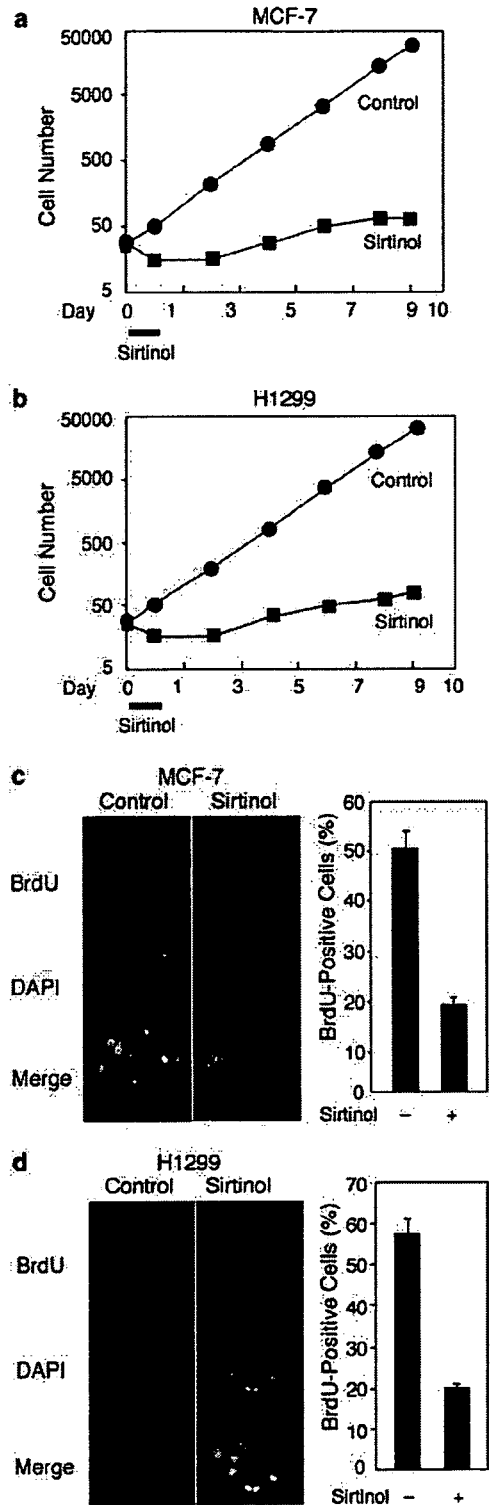 a
MCF-7
50000
5000
500
50
5
Cell Number
Control
Sirtinol
Day 0 1 3 5 7 9 10
Sirtinol
b
H1299
50000
5000
500
50
5
Cell Number
Control
Sirtinol
Day 0 1 3 5 7 9 10
Sirtinol
c
MCF-7
Control Sirtinol
BrdU
DAPI
Merge
BrdU-Positive Cells (%)
60
50
40
30
20
10
0
Sirtinol − +
d
H1299
Control Sirtinol
BrdU
DAPI
Merge
BrdU-Positive Cells (%)
70
60
50
40
30
20
10
0
Sirtinol − +